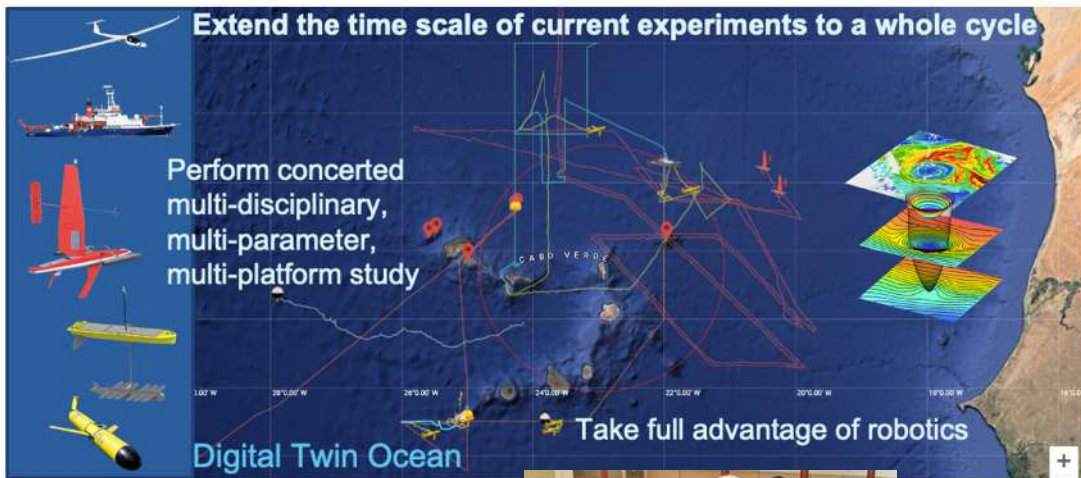 Extend the time scale of current experiments to a whole cycle
Perform concerted
multi-disciplinary,
multi-parameter,
multi-platform study
CABO VERDE
1.00' W
26°0.00' W
24°0.00' W
22°0.00' W
20°0.00' W
18°0.00' W
16°0.
Take full advantage of robotics
Digital Twin Ocean
+